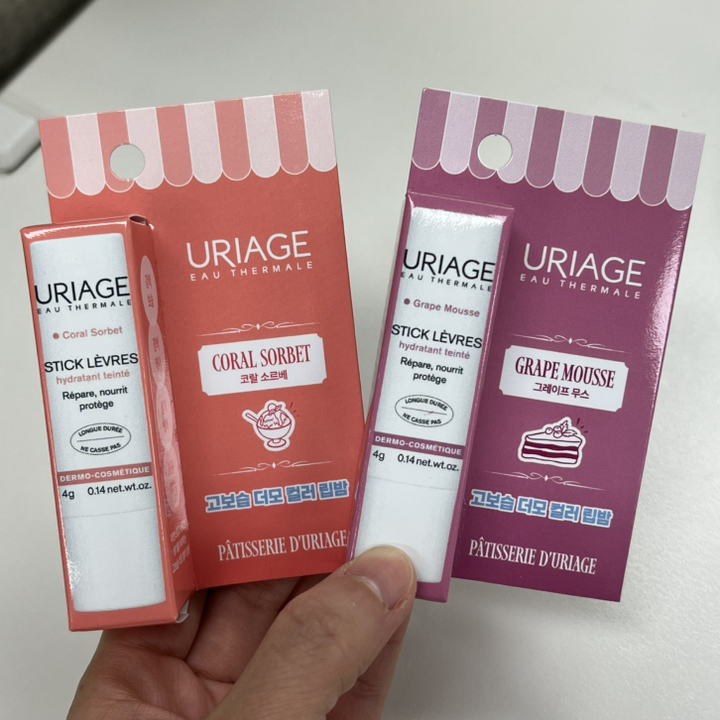 URIAGE
EAU THERMALE
CORAL SORBET
코랄 소르베
고보습 더모 컬러 립밤
PÂTISSERIE D'URIAGE
URIAGE
EAU THERMALE
Coral Sorbet
STICK LÈVRES
hydratant teinté
Répare, nourrit
protège
LONGUE DURÉE
NE CASSE PAS
DERMO-COSMÉTIQUE
4g 0.14 net.wt.oz.
URIAGE
EAU THERMALE
GRAPE MOUSSE
그레이프 무스
고보습 더모 컬러 립밤
PÂTISSERIE D'URIAGE
URIAGE
EAU THERMALE
Grape Mousse
STICK LÈVRES
hydratant teinté
Répare, nourrit
protège
LONGUE DURÉE
NE CASSE PAS
DERMO-COSMÉTIQUE
4g 0.14 net.wt.oz.